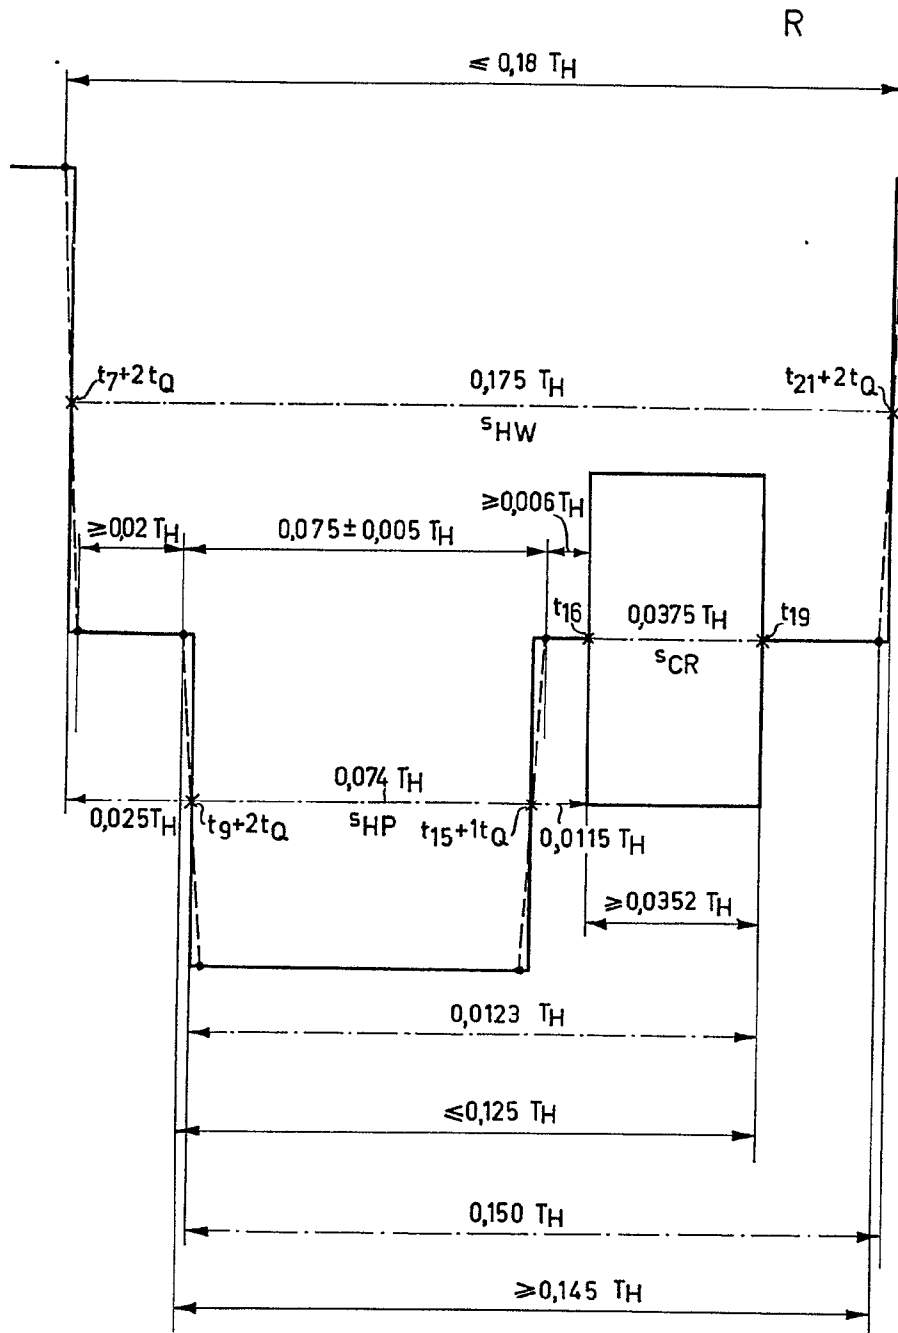 R
≤ 0,18 TH
t7+2tQ
0,175 TH
t21+2tQ
sHW
≥0,006TH
≥0,02 TH
0,075±0,005 TH
t16
0,0375 TH
t19
sCR
0,074 TH
0,025TH
t9+2tQ
sHP
t15+1tQ
0,0115 TH
≥0,0352 TH
0,0123 TH
≤0,125 TH
0,150 TH
≥0,145 TH